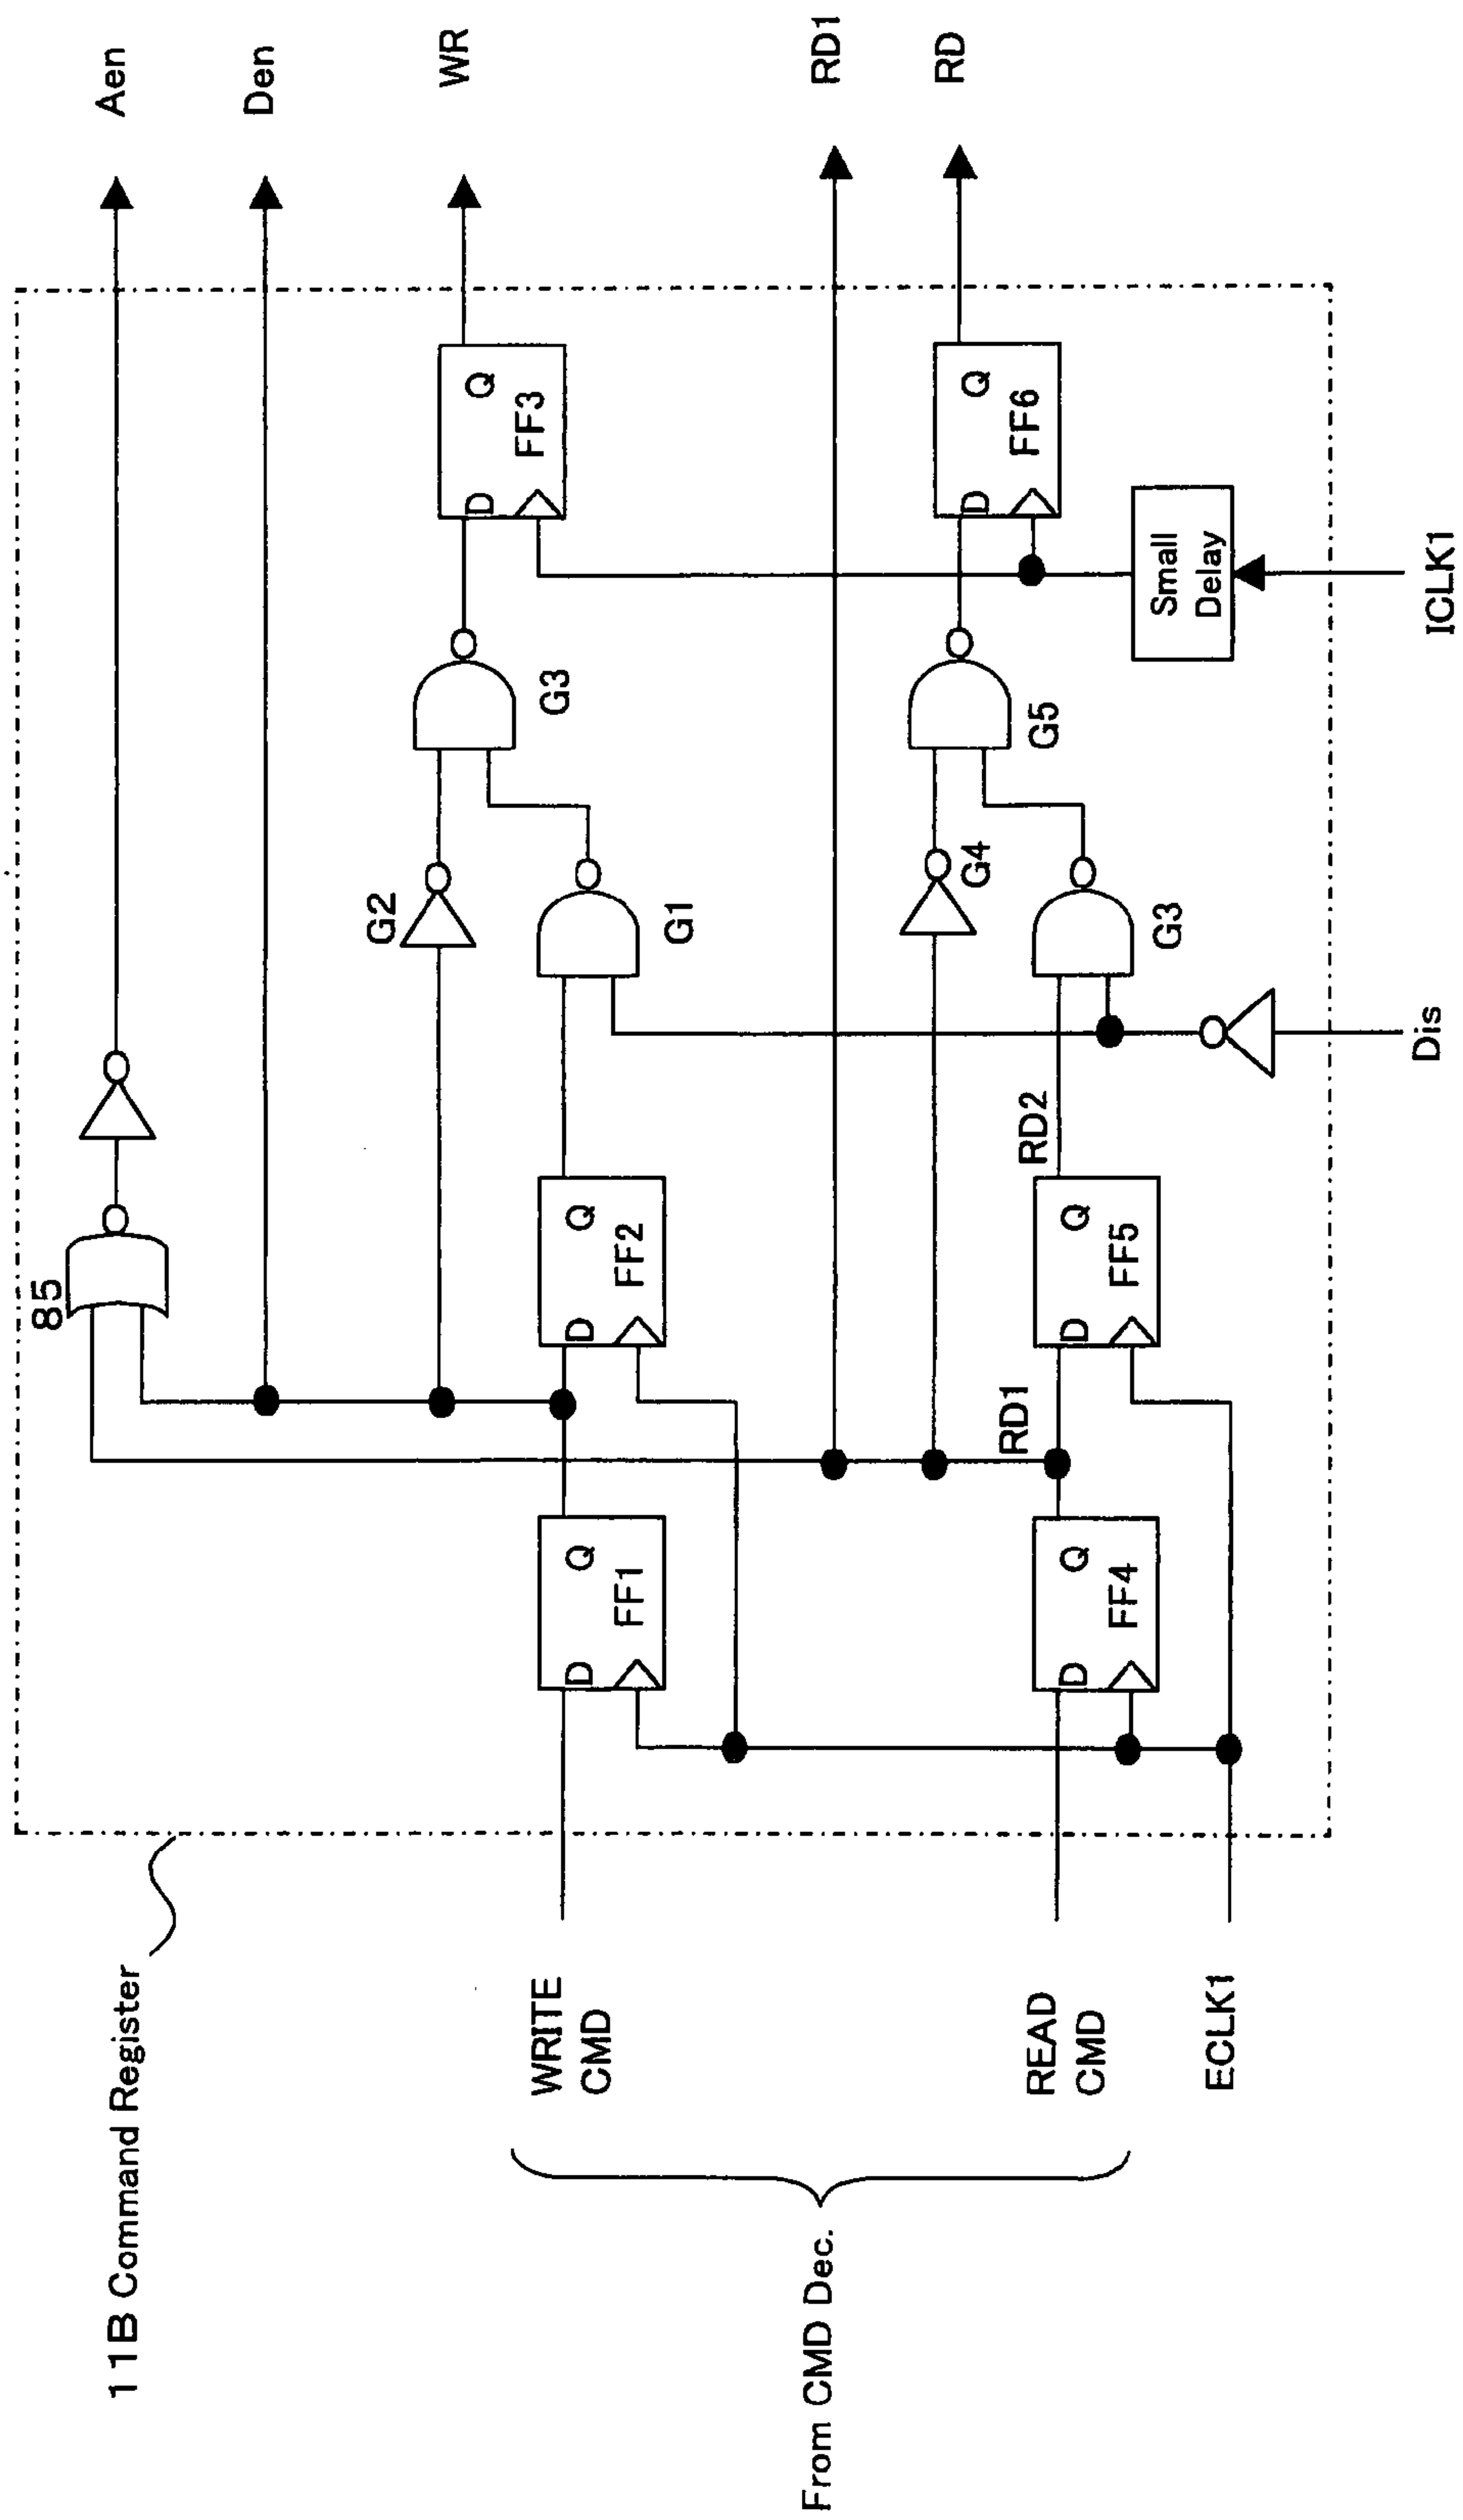 11B Command Register
Aen
Den
WR
RD1
RD
85
G2
G3
D
Q
FF3
G1
D
Q
FF1
D
Q
FF2
WRITE
CMD
G4
G5
D
Q
FF6
RD1
RD2
G3
D
Q
FF4
D
Q
FF5
READ
CMD
Small
Delay
ECLK1
Dis
ICLK1
From CMD Dec.